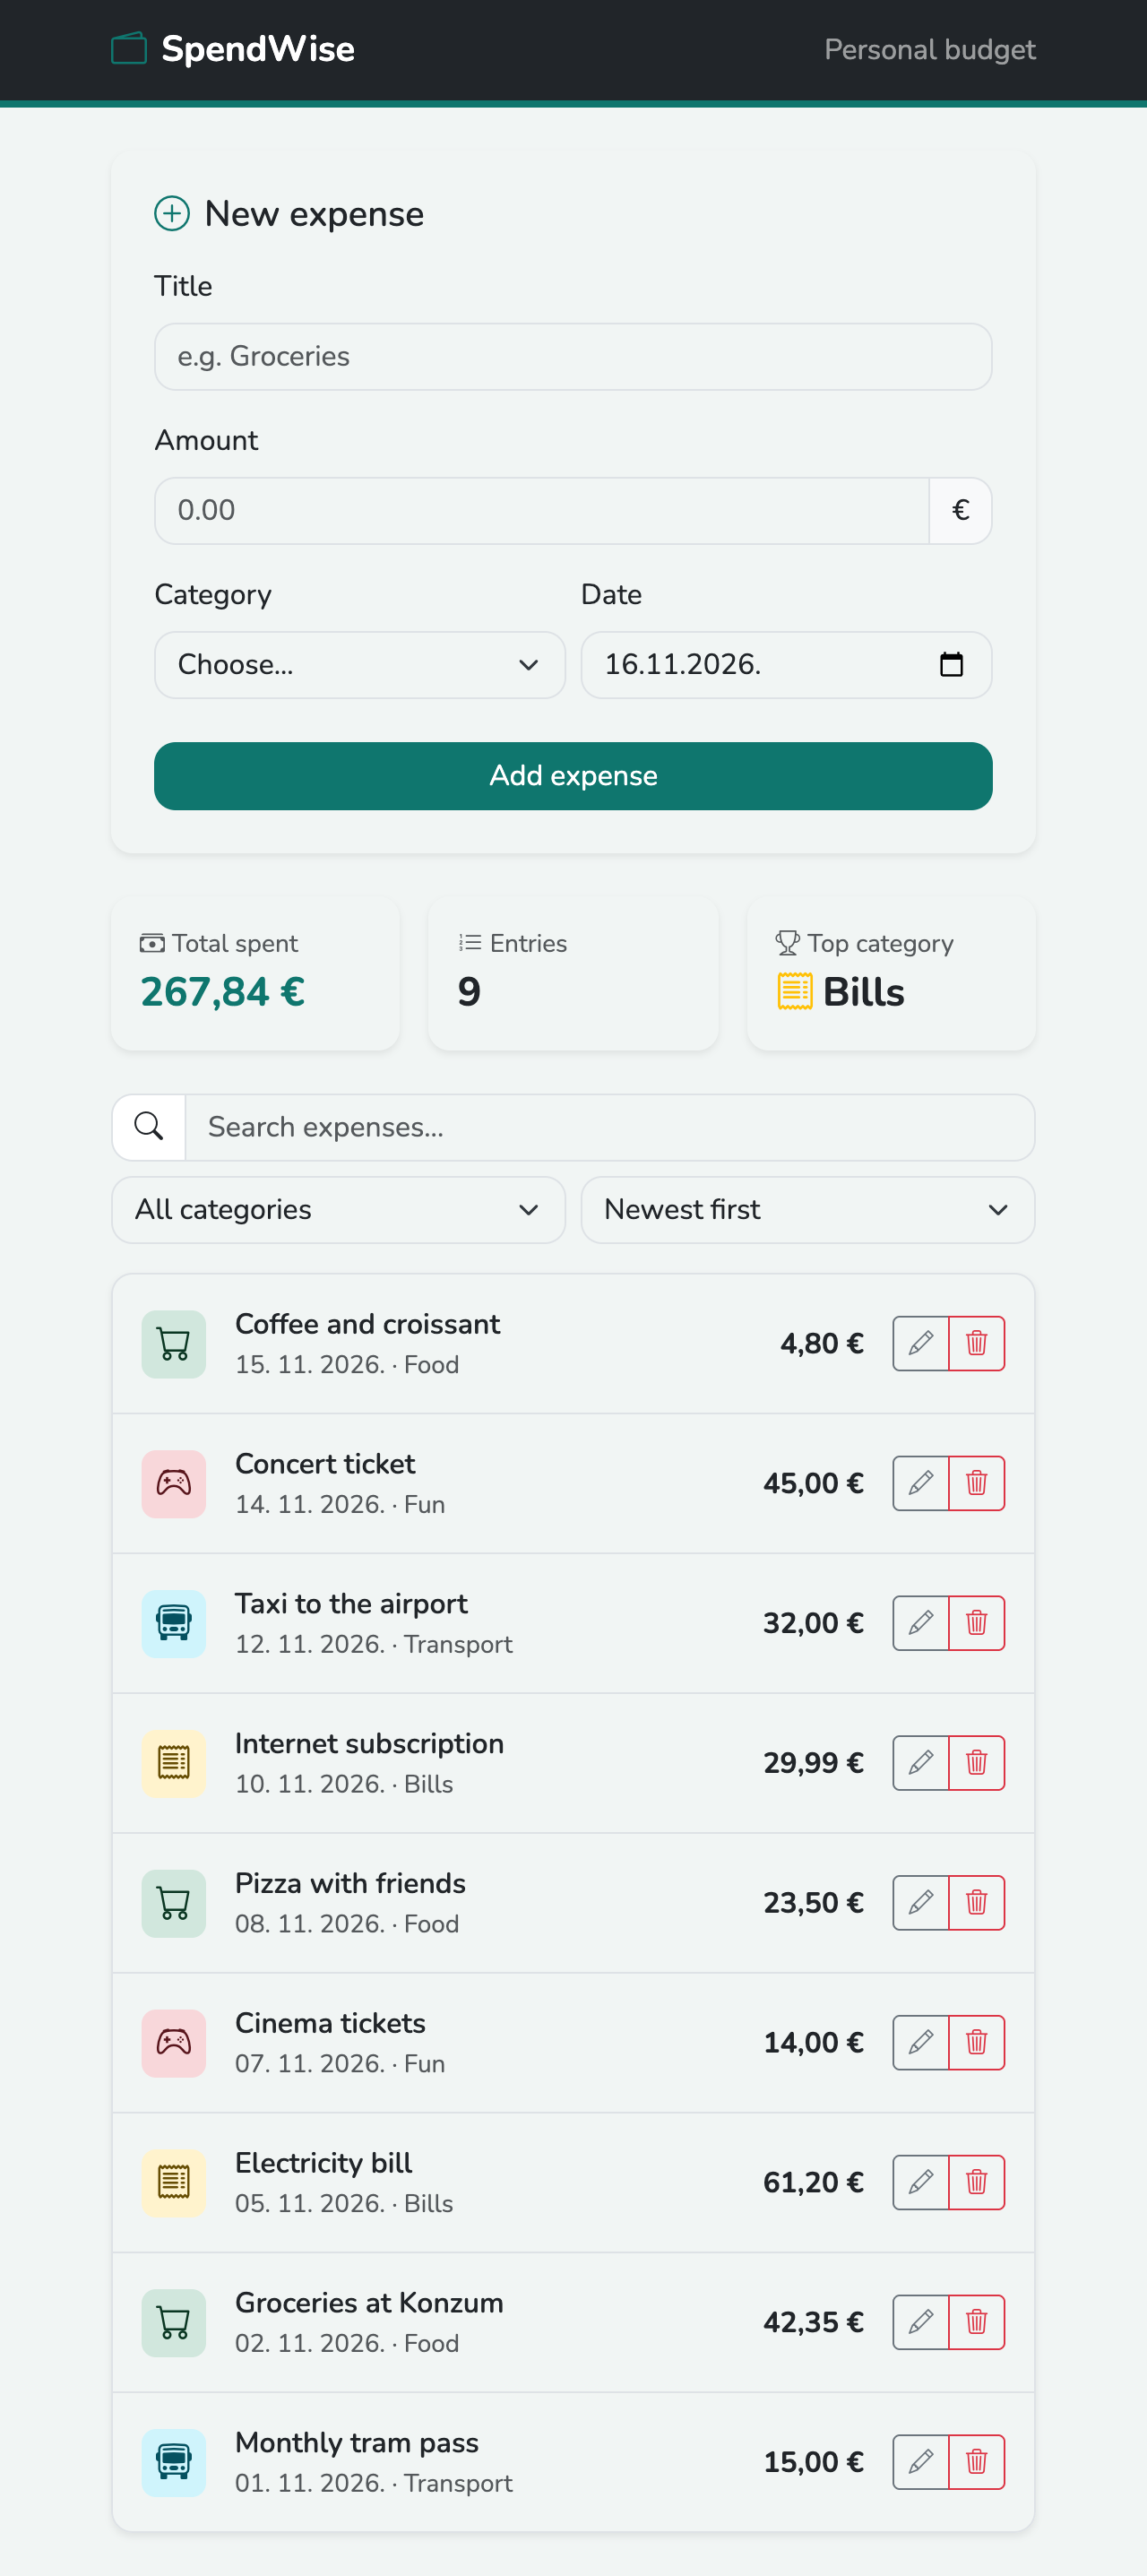 SpendWise
Personal budget
New expense
Title
e.g. Groceries
Amount
0.00 €
Category Date
Choose... 16.11.2026.
Add expense
Total spent
267,84 €
Entries
9
Top category
Bills
Search expenses...
All categories Newest first
Coffee and croissant
15. 11. 2026. · Food
4,80 €
Concert ticket
14. 11. 2026. · Fun
45,00 €
Taxi to the airport
12. 11. 2026. · Transport
32,00 €
Internet subscription
10. 11. 2026. · Bills
29,99 €
Pizza with friends
08. 11. 2026. · Food
23,50 €
Cinema tickets
07. 11. 2026. · Fun
14,00 €
Electricity bill
05. 11. 2026. · Bills
61,20 €
Groceries at Konzum
02. 11. 2026. · Food
42,35 €
Monthly tram pass
01. 11. 2026. · Transport
15,00 €